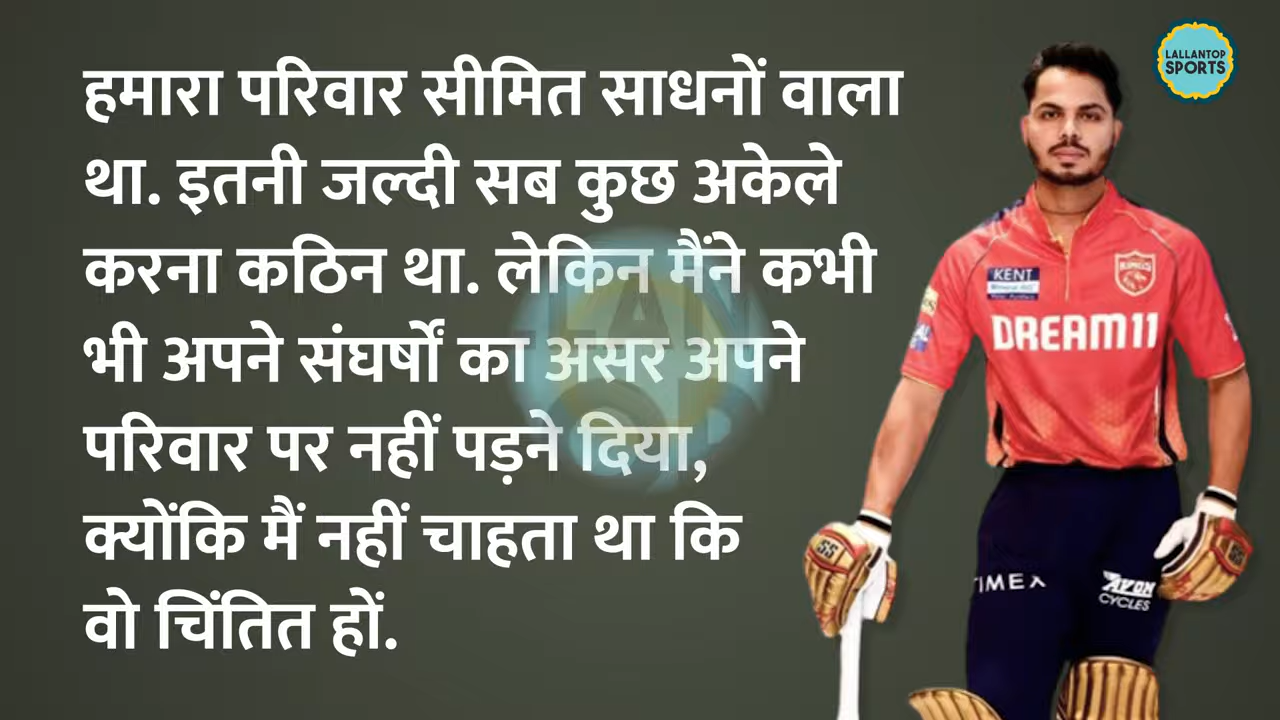 LALLANTOP
SPORTS
हमारा परिवार सीमित साधनों वाला
था. इतनी जल्दी सब कुछ अकेले
करना कठिन था. लेकिन मैंने कभी
भी अपने संघर्षों का असर अपने
परिवार पर नहीं पड़ने दिया,
क्योंकि मैं नहीं चाहता था कि
वो चिंतित हों.
KENT
KINGS
DREAM11
SS
SS
TIMEX
AVON
CYCLES